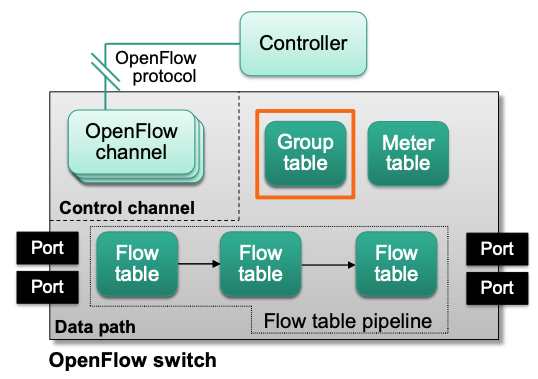 Controller
OpenFlow
protocol
OpenFlow
channel
Group
table
Meter
table
Control channel
Port
Port
Flow
table
Flow
table
Flow
table
Port
Port
Data path
Flow table pipeline
OpenFlow switch